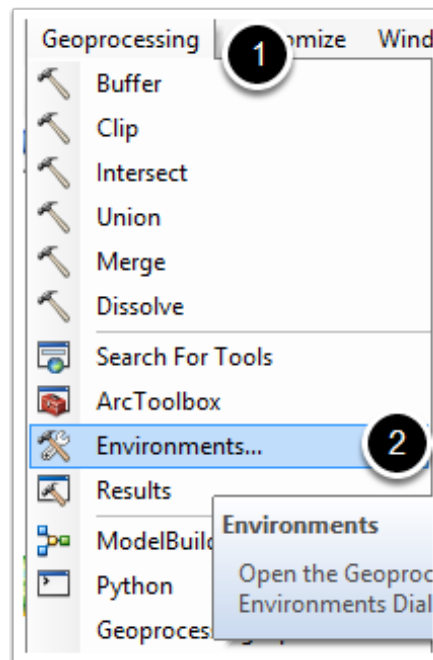 Geoprocessing 1 omize Wind
Buffer
Clip
Intersect
Union
Merge
Dissolve
Search For Tools
ArcToolbox
Environments... 2
Results
Environments
ModelBuild
Open the Geoproc
Python
Environments Dial
Geoproces